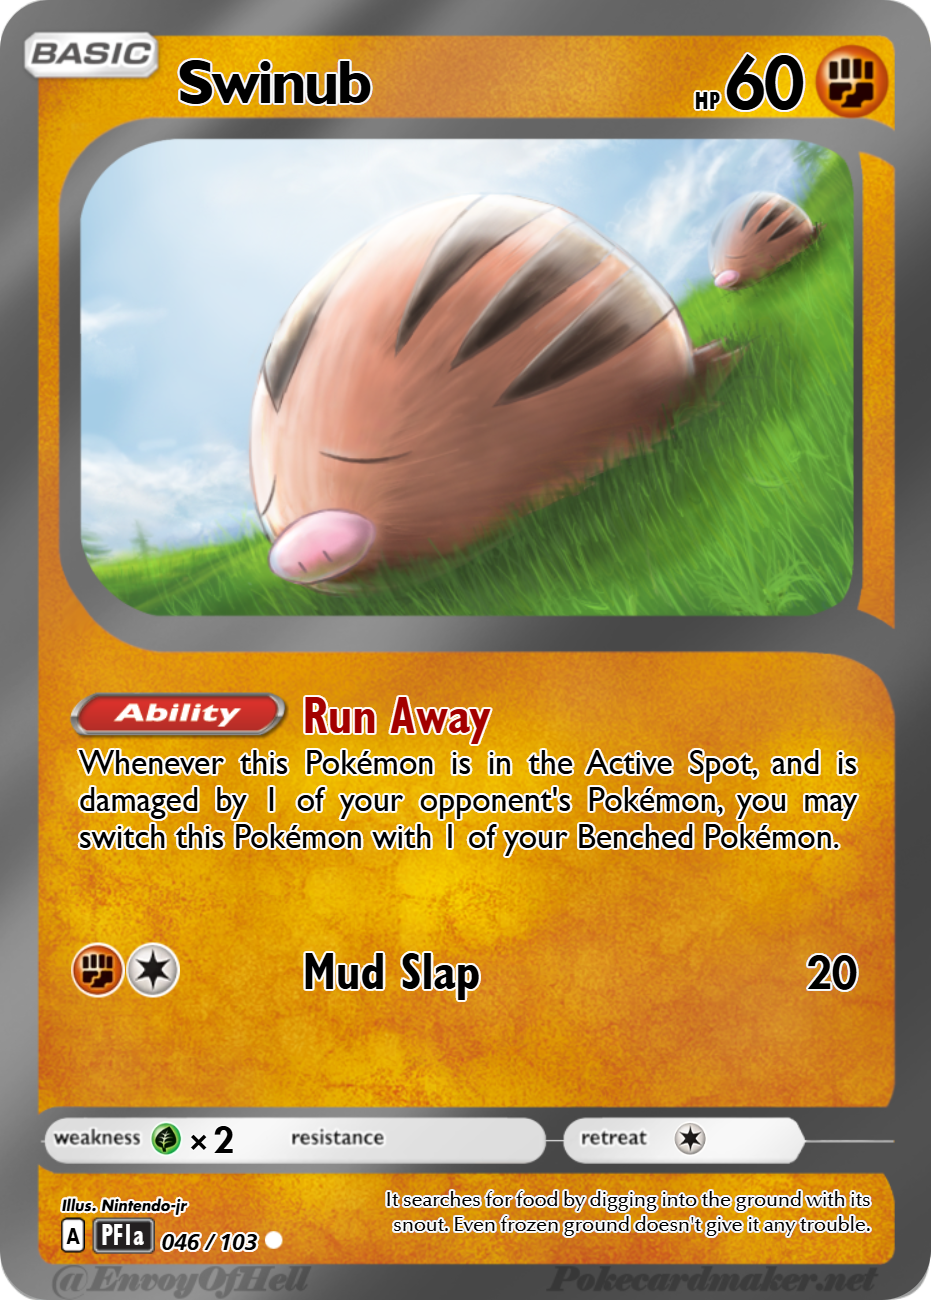 BASIC
Swinub
HP 60
Ability Run Away
Whenever this Pokémon is in the Active Spot, and is
damaged by 1 of your opponent's Pokémon, you may
switch this Pokémon with 1 of your Benched Pokémon.
Mud Slap 20
weakness × 2 resistance retreat
Illus. Nintendo-jr
It searches for food by digging into the ground with its
snout. Even frozen ground doesn't give it any trouble.
A PF1a 046 / 103
@EnvoyOfHell Pokecardmaker.net